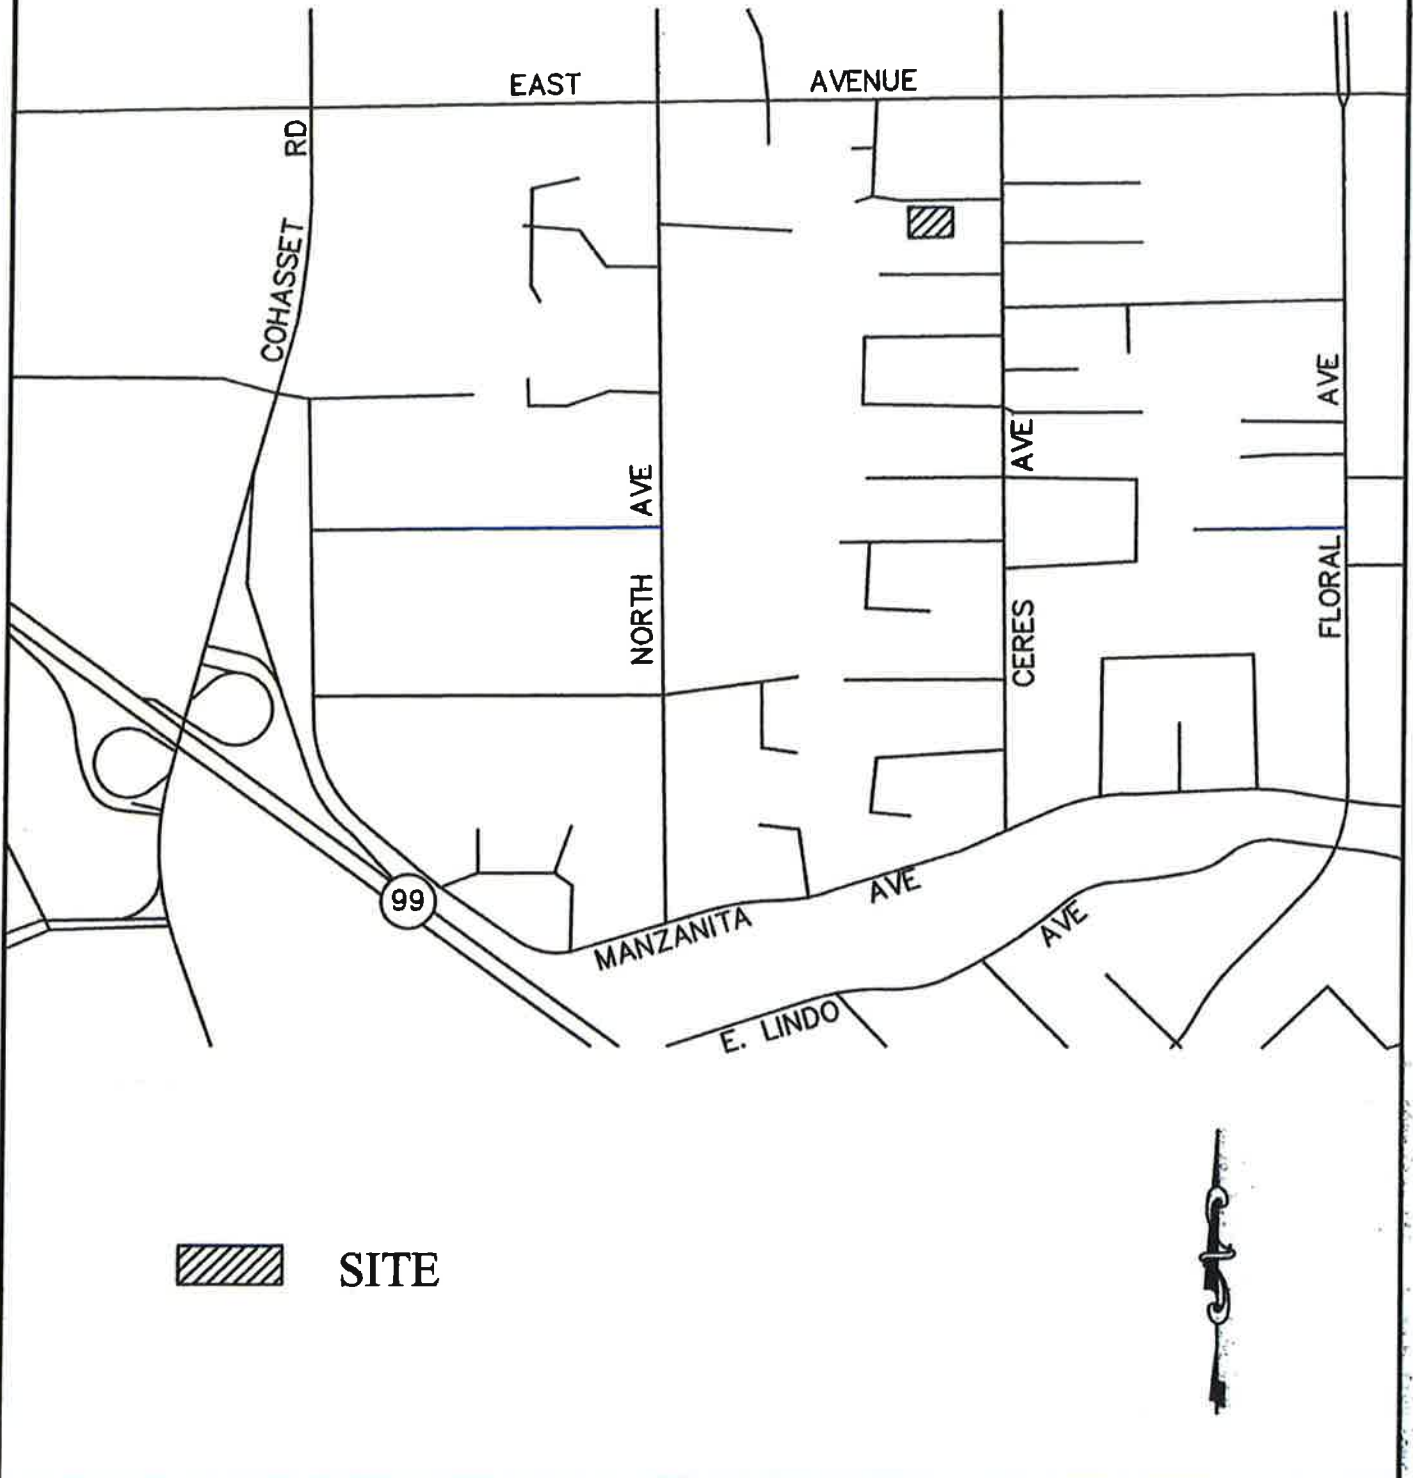 EAST AVENUE
COHASSET RD
NORTH AVE
CERES AVE
FLORAL AVE
99
MANZANITA AVE
E. LINDO AVE
SITE